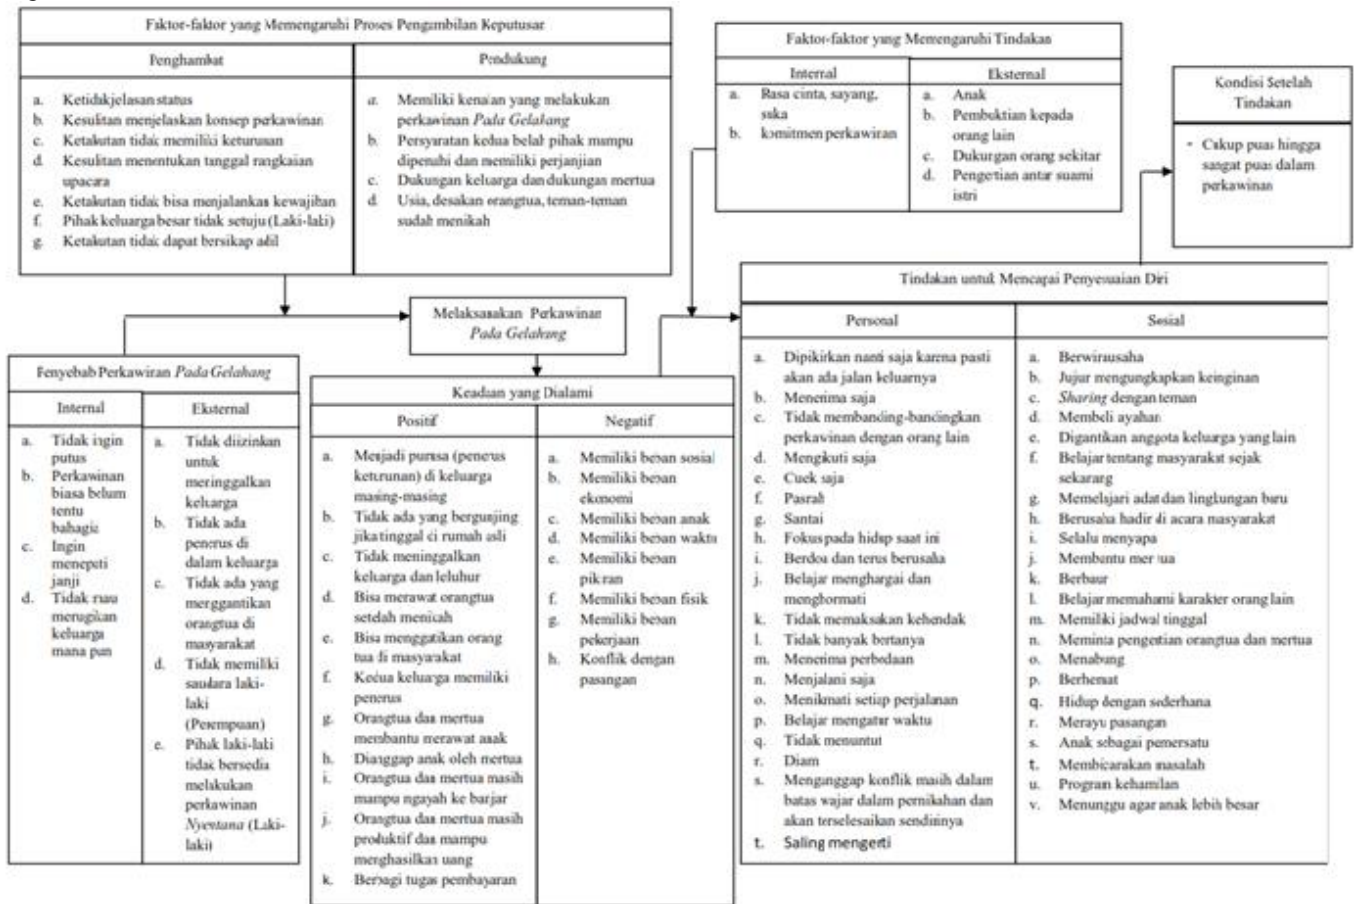 Faktor-faktor yang Memengaruhi Proses Pengambilan Keputusan
Penghambat
a. Ketidakjelasan status
b. Kesulitan menjelaskan konsep perkawinan
c. Ketakutan tidak memiliki keturunan
d. Kesulitan menentukan tanggal rangkaian
upacara
e. Ketakutan tidak bisa menjalankan kewajiban
f. Pihak keluarga besar tidak setuju (Laki-laki)
g. Ketakutan tidak dapat bersikap adil
Pendukung
a. Memiliki kenalan yang melakukan
perkawinan Pada Gelahang
b. Persyaratan kedua belah pihak mampu
dipenuhi dan memiliki perjanjian
c. Dukungan keluarga dan dukungan mertua
d. Usia, desakan orangtua, teman-teman
sudah menikah
Faktor-faktor yang Memengaruhi Tindakan
Internal
a. Rasa cinta, sayang,
suka
b. komitmen perkawinan
Eksternal
a. Anak
b. Pembuktian kepada
orang lain
c. Dukungan orang sekitar
d. Pengertian antar suami
istri
Kondisi Setelah
Tindakan
• Cukup puas hingga
sangat puas dalam
perkawinan
Melaksanakan Perkawinan
Pada Gelahang
Penyebab Perkawinan Pada Gelahang
Internal
a. Tidak ingin
putus
b. Perkawinan
biasa belum
tentu
bahagia
c. Ingin
menepati
janji
d. Tidak mau
merugikan
keluarga
mana pun
Eksternal
a. Tidak diizinkan
untuk
meninggalkan
keluarga
b. Tidak ada
penerus di
dalam keluarga
c. Tidak ada yang
menggantikan
orangtua di
masyarakat
d. Tidak memiliki
saudara laki-
laki
(Perempuan)
e. Pihak laki-laki
tidak bersedia
melakukan
perkawinan
Nyentana (Laki-
laki)
Keadaan yang Dialami
Positif
a. Menjadi purusa (penerus
keturunan) di keluarga
masing-masing
b. Tidak ada yang bergunjing
jika tinggal di rumah asli
c. Tidak meninggalkan
keluarga dan leluhur
d. Bisa merawat orangtua
setelah menikah
e. Bisa menggatikan orang
tua di masyarakat
f. Kedua keluarga memiliki
penerus
g. Orangtua dan mertua
membantu merawat anak
h. Dianggap anak oleh mertua
i. Orangtua dan mertua masih
mampu ngayah ke banjar
j. Orangtua dan mertua masih
produktif dan mampu
menghasilkan uang
k. Berbagi tugas pembayaran
Negatif
a. Memiliki beban sosial
b. Memiliki beban
ekonomi
c. Memiliki beban anak
d. Memiliki beban waktu
e. Memiliki beban
pikiran
f. Memiliki beban fisik
g. Memiliki beban
pekerjaan
h. Konflik dengan
pasangan
Tindakan untuk Mencapai Penyesuaian Diri
Personal
a. Dipikirkan nanti saja karena pasti
akan ada jalan keluarnya
b. Menerima saja
c. Tidak membanding-bandingkan
perkawinan dengan orang lain
d. Mengikuti saja
e. Cuek saja
f. Pasrah
g. Santai
h. Fokus pada hidup saat ini
i. Berdoa dan terus berusaha
j. Belajar menghargai dan
menghormati
k. Tidak memaksakan kehendak
l. Tidak banyak bertanya
m. Menerima perbedaan
n. Menjalani saja
o. Menikmati setiap perjalanan
p. Belajar mengatur waktu
q. Tidak menuntut
r. Diam
s. Menganggap konflik masih dalam
batas wajar dalam pernikahan dan
akan terselesaikan sendirinya
t. Saling mengerti
Sosial
a. Berwirausaha
b. Jujur mengungkapkan keinginan
c. Sharing dengan teman
d. Membeli ayahan
e. Digantikan anggota keluarga yang lain
f. Belajar tentang masyarakat sejak
sekarang
g. Memelajari adat dan lingkungan baru
h. Berusaha hadir di acara masyarakat
i. Selalu menyapa
j. Membantu mertua
k. Berbaur
l. Belajar memahami karakter orang lain
m. Memiliki jadwal tinggal
n. Meminta pengertian orangtua dan mertua
o. Menabung
p. Berhemat
q. Hidup dengan sederhana
r. Merayu pasangan
s. Anak sebagai pemersatu
t. Membicarakan masalah
u. Program kehamilan
v. Menunggu agar anak lebih besar